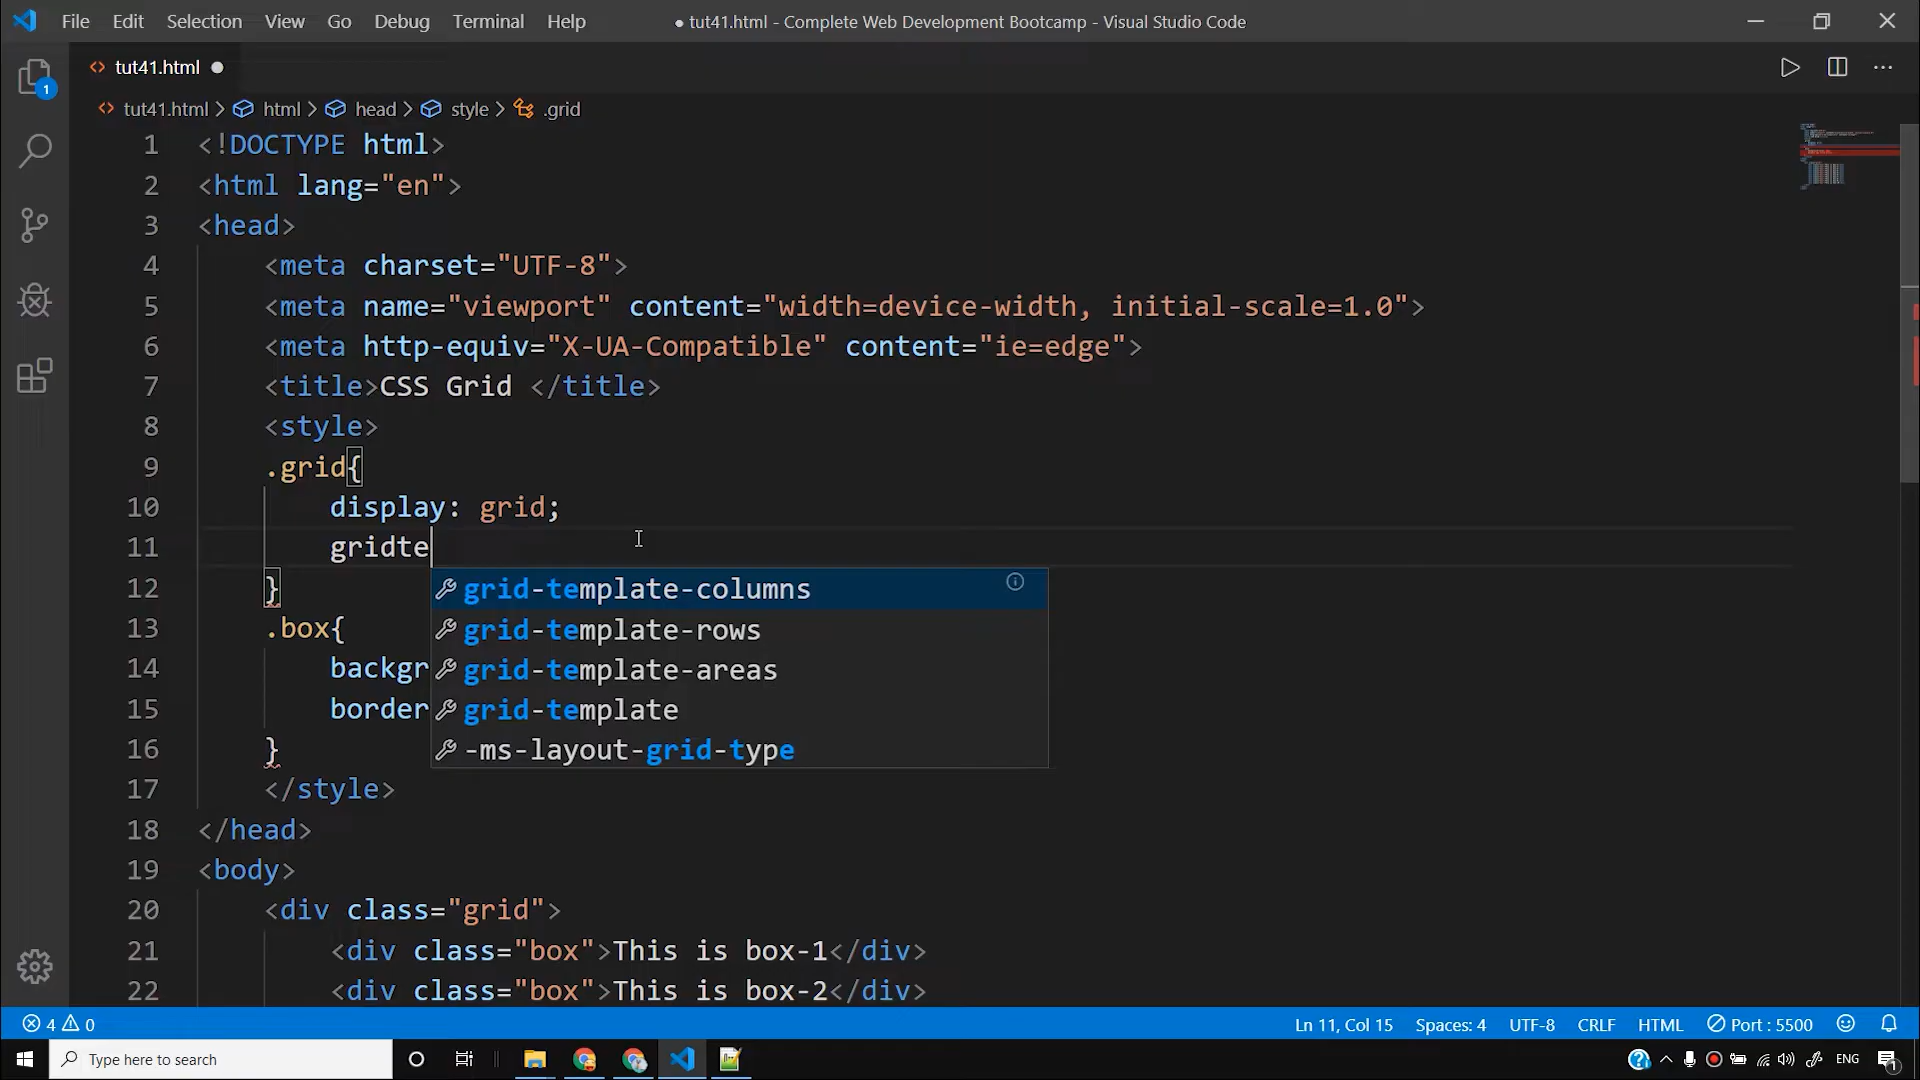 File Edit Selection View Go Debug Terminal Help ● tut41.html - Complete Web Development Bootcamp - Visual Studio Code
tut41.html
tut41.html > html > head > style > .grid
1 <!DOCTYPE html>
2 <html lang="en">
3 <head>
4 <meta charset="UTF-8">
5 <meta name="viewport" content="width=device-width, initial-scale=1.0">
6 <meta http-equiv="X-UA-Compatible" content="ie=edge">
7 <title>CSS Grid </title>
8 <style>
9 .grid{
10 display: grid;
11 gridte
12 }
grid-template-columns
13 .box{
grid-template-rows
14 backgr
grid-template-areas
15 border
grid-template
16 }
-ms-layout-grid-type
17 </style>
18 </head>
19 <body>
20 <div class="grid">
21 <div class="box">This is box-1</div>
22 <div class="box">This is box-2</div>
1
4 0 Ln 11, Col 15 Spaces: 4 UTF-8 CRLF HTML Port : 5500
Type here to search ENG 1